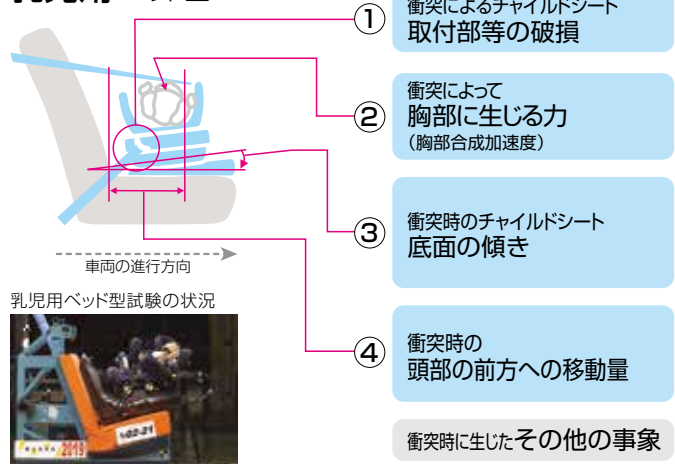 ①
衝突によるチャイルドシート
取付部等の破損
②
衝突によって
胸部に生じる力
（胸部合成加速度）
③
衝突時のチャイルドシート
底面の傾き
④
衝突時の
頭部の前方への移動量
衝突時に生じたその他の事象
車両の進行方向
乳児用ベッド型試験の状況
2019